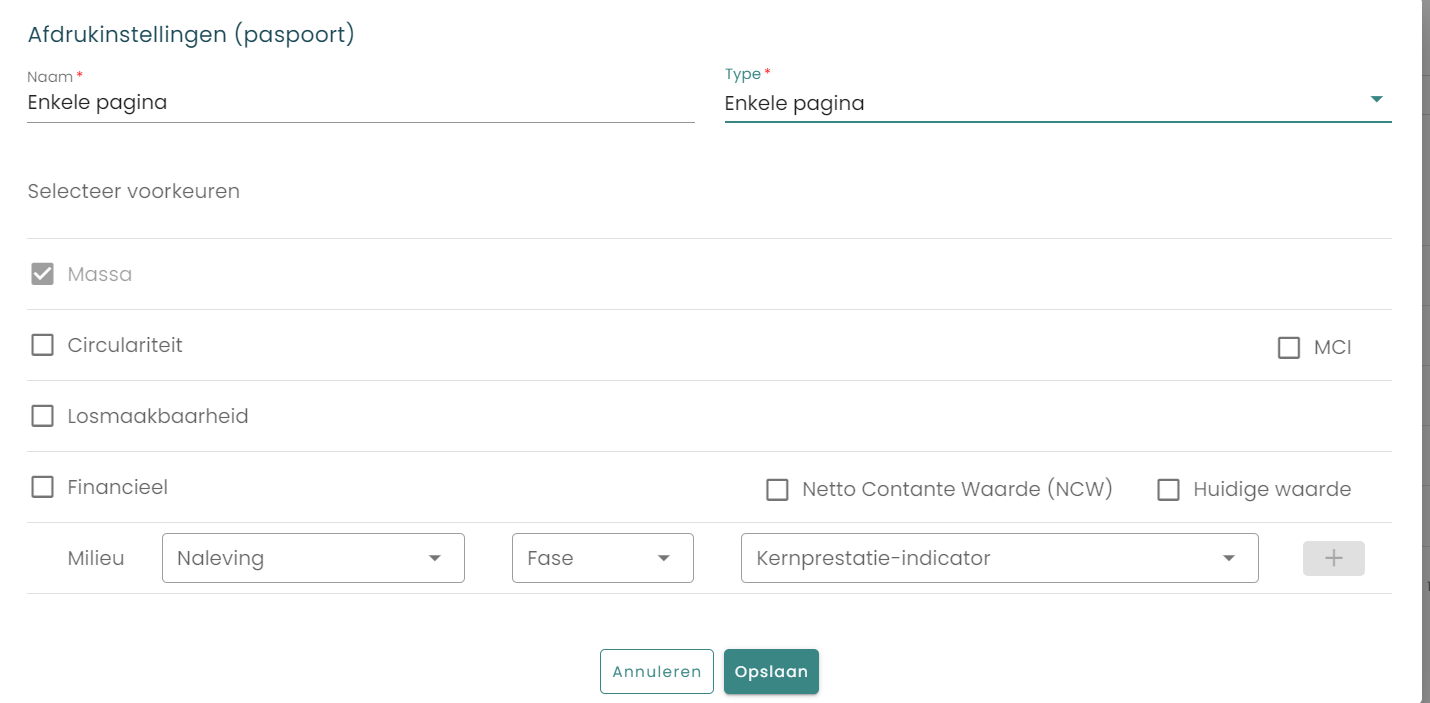 Afdrukinstellingen (paspoort)
Naam *
Type *
Enkele pagina
Enkele pagina
Selecteer voorkeuren
Massa
Circulariteit
MCI
Losmaakbaarheid
Financieel
Netto Contante Waarde (NCW)
Huidige waarde
Milieu
Naleving
Fase
Kernprestatie-indicator
+
Annuleren
Opslaan